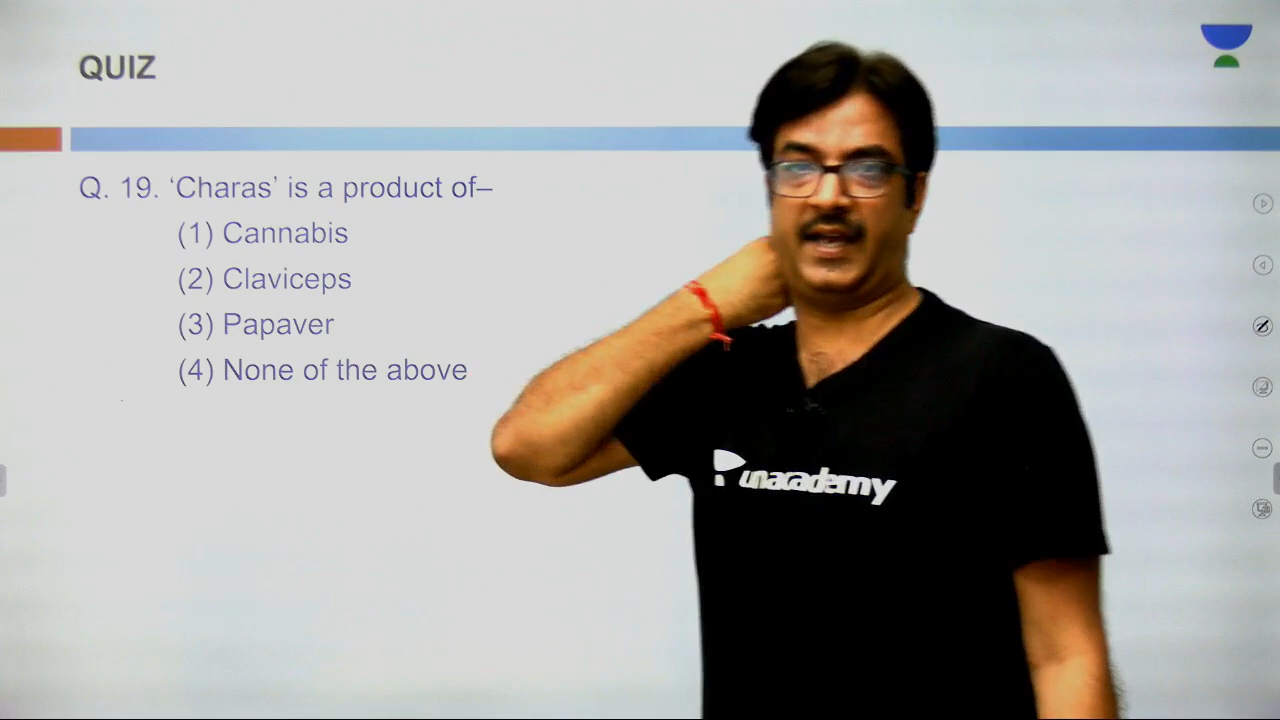 QUIZ
Q. 19. ‘Charas’ is a product of–
(1) Cannabis
(2) Claviceps
(3) Papaver
(4) None of the above
unacademy